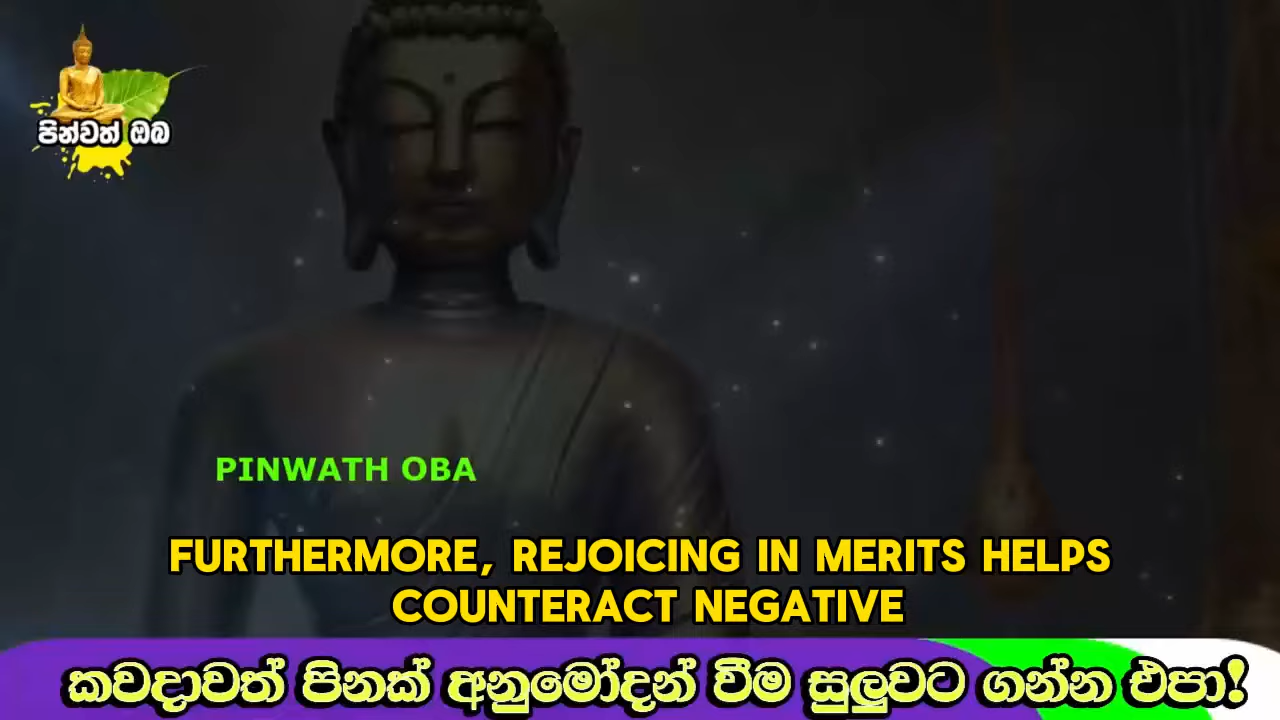 පින්වත් ඔබ
PINWATH OBA
FURTHERMORE, REJOICING IN MERITS HELPS
COUNTERACT NEGATIVE
කවදාවත් පිනක් අනුමෝදන් වීම සුලුවට ගන්න එපා!